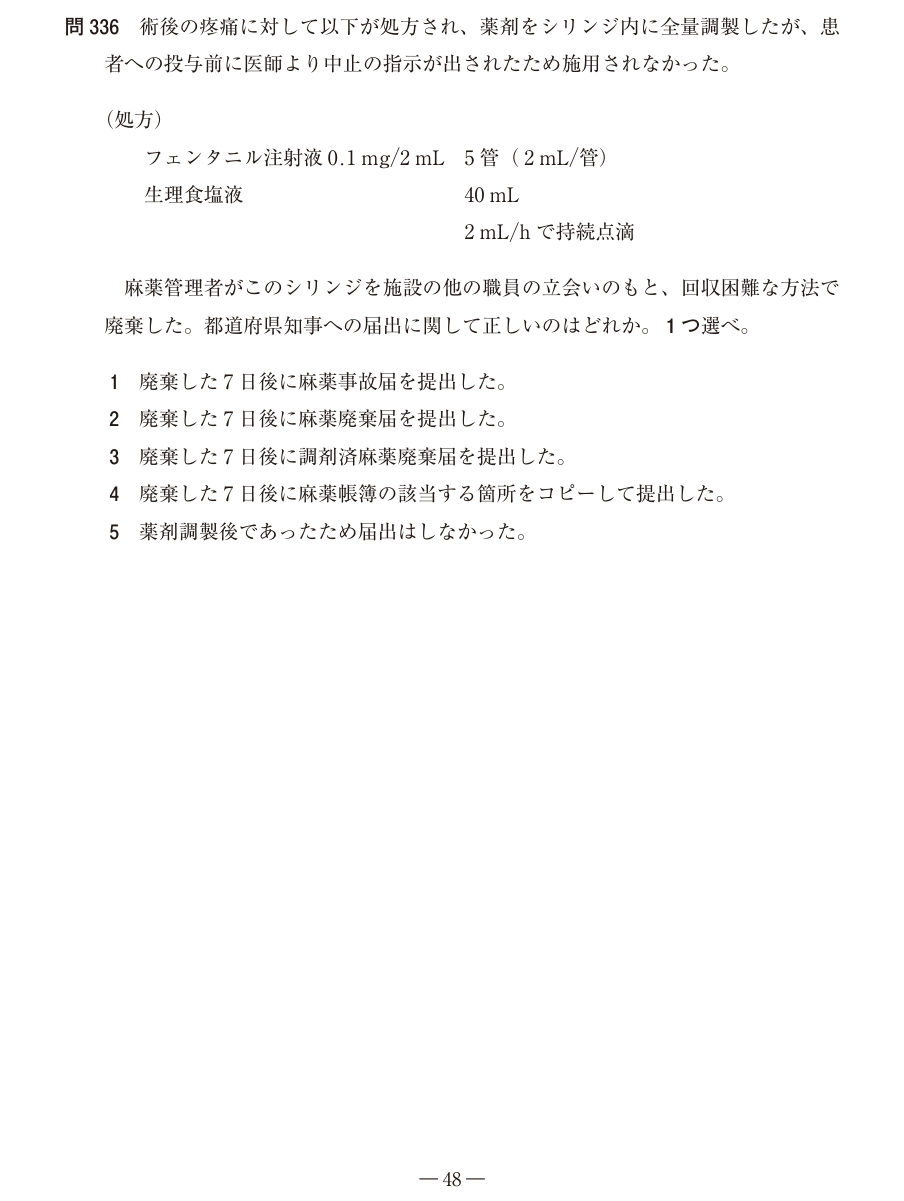 問 336 術後の疼痛に対して以下が処方され、薬剤をシリンジ内に全量調製したが、患
者への投与前に医師より中止の指示が出されたため施用されなかった。
（処方）
フェンタニル注射液 0.1 mg/2 mL 5 管（2 mL/管）
生理食塩液 40 mL
2 mL/h で持続点滴
麻薬管理者がこのシリンジを施設の他の職員の立会いのもと、回収困難な方法で
廃棄した。都道府県知事への届出に関して正しいのはどれか。1つ選べ。
1 廃棄した 7 日後に麻薬事故届を提出した。
2 廃棄した 7 日後に麻薬廃棄届を提出した。
3 廃棄した 7 日後に調剤済麻薬廃棄届を提出した。
4 廃棄した 7 日後に麻薬帳簿の該当する箇所をコピーして提出した。
5 薬剤調製後であったため届出はしなかった。
― 48 ―